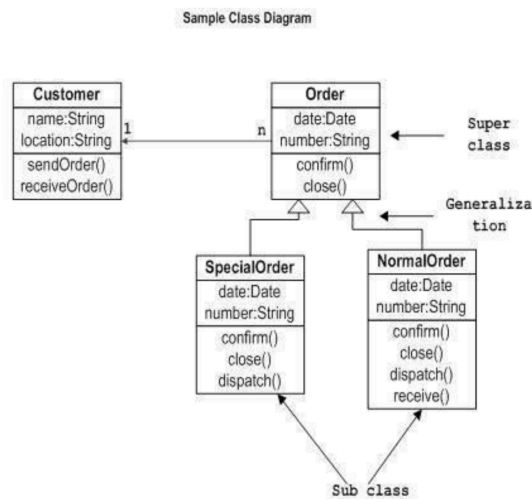 Sample Class Diagram
Customer
name:String
location:String
sendOrder()
receiveOrder()
1
n
Order
date:Date
number:String
confirm()
close()
Super
class
Generaliza
tion
SpecialOrder
date:Date
number:String
confirm()
close()
dispatch()
NormalOrder
date:Date
number:String
confirm()
close()
dispatch()
receive()
Sub class